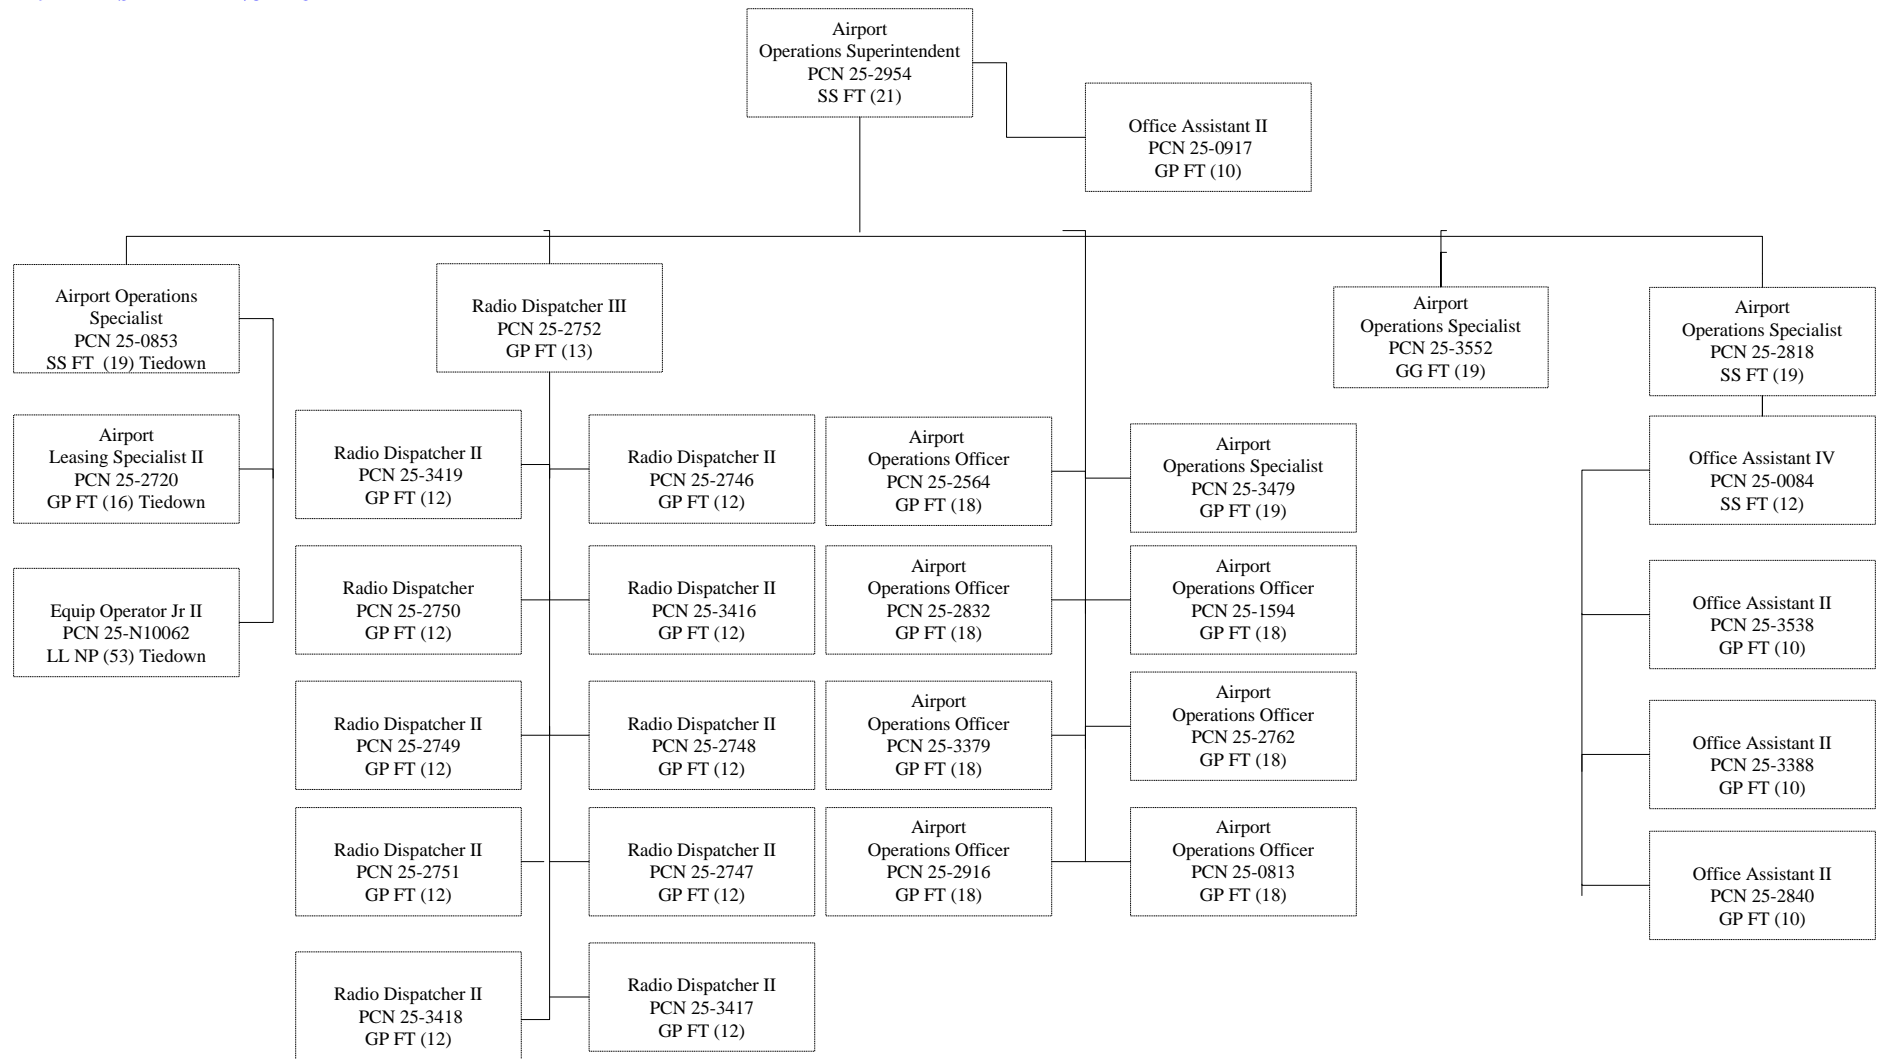 Airport
Operations Superintendent
PCN 25-2954
SS FT (21)
Office Assistant II
PCN 25-0917
GP FT (10)
Airport Operations
Specialist
PCN 25-0853
SS FT (19) Tiedown
Airport
Leasing Specialist II
PCN 25-2720
GP FT (16) Tiedown
Equip Operator Jr II
PCN 25-N10062
LL NP (53) Tiedown
Radio Dispatcher III
PCN 25-2752
GP FT (13)
Radio Dispatcher II
PCN 25-3419
GP FT (12)
Radio Dispatcher II
PCN 25-2746
GP FT (12)
Radio Dispatcher
PCN 25-2750
GP FT (12)
Radio Dispatcher II
PCN 25-3416
GP FT (12)
Radio Dispatcher II
PCN 25-2749
GP FT (12)
Radio Dispatcher II
PCN 25-2748
GP FT (12)
Radio Dispatcher II
PCN 25-2751
GP FT (12)
Radio Dispatcher II
PCN 25-2747
GP FT (12)
Radio Dispatcher II
PCN 25-3418
GP FT (12)
Radio Dispatcher II
PCN 25-3417
GP FT (12)
Airport
Operations Officer
PCN 25-2564
GP FT (18)
Airport
Operations Specialist
PCN 25-3479
GP FT (19)
Airport
Operations Officer
PCN 25-2832
GP FT (18)
Airport
Operations Officer
PCN 25-1594
GP FT (18)
Airport
Operations Officer
PCN 25-3379
GP FT (18)
Airport
Operations Officer
PCN 25-2762
GP FT (18)
Airport
Operations Officer
PCN 25-2916
GP FT (18)
Airport
Operations Officer
PCN 25-0813
GP FT (18)
Airport
Operations Specialist
PCN 25-3552
GG FT (19)
Airport
Operations Specialist
PCN 25-2818
SS FT (19)
Office Assistant IV
PCN 25-0084
SS FT (12)
Office Assistant II
PCN 25-3538
GP FT (10)
Office Assistant II
PCN 25-3388
GP FT (10)
Office Assistant II
PCN 25-2840
GP FT (10)